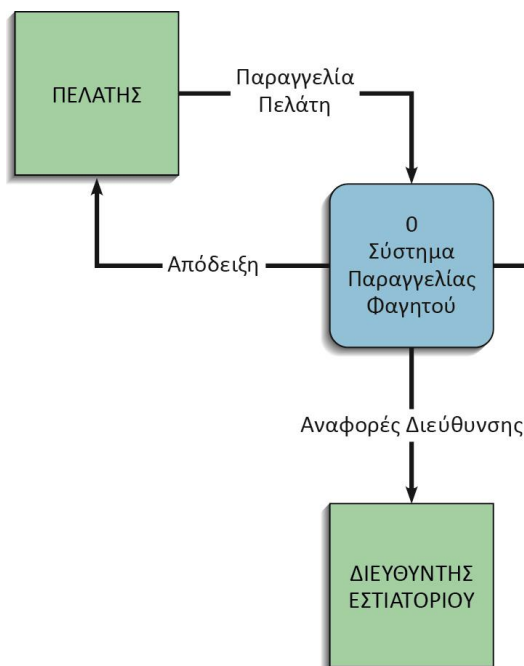 ΠΕΛΑΤΗΣ
Παραγγελία
Πελάτη
0
Σύστημα
Παραγγελίας
Φαγητού
Απόδειξη
Αναφορές Διεύθυνσης
ΔΙΕΥΘΥΝΤΗΣ
ΕΣΤΙΑΤΟΡΙΟΥ